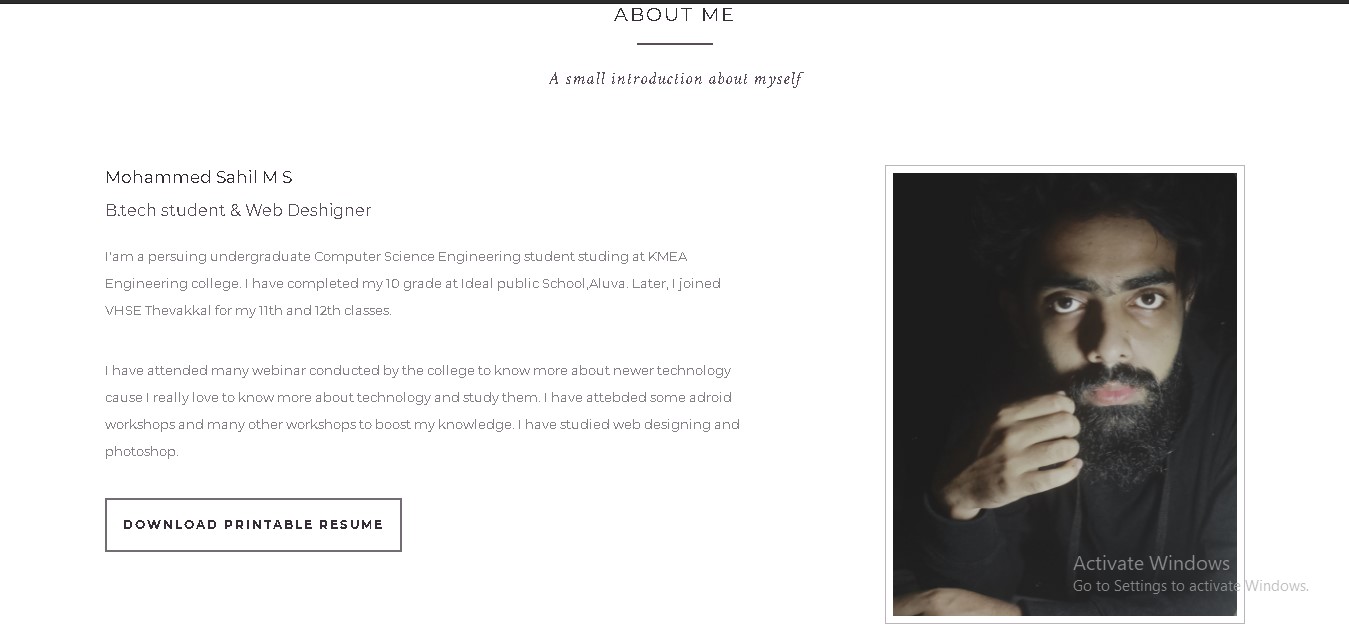 ABOUT ME
A small introduction about myself
Mohammed Sahil M S
B.tech student & Web Deshigner
I'am a persuing undergraduate Computer Science Engineering student studing at KMEA
Engineering college. I have completed my 10 grade at Ideal public School,Aluva. Later, I joined
VHSE Thevakkal for my 11th and 12th classes.
I have attended many webinar conducted by the college to know more about newer technology
cause I really love to know more about technology and study them. I have attebded some adroid
workshops and many other workshops to boost my knowledge. I have studied web designing and
photoshop.
DOWNLOAD PRINTABLE RESUME
Activate Windows
Go to Settings to activate Windows.